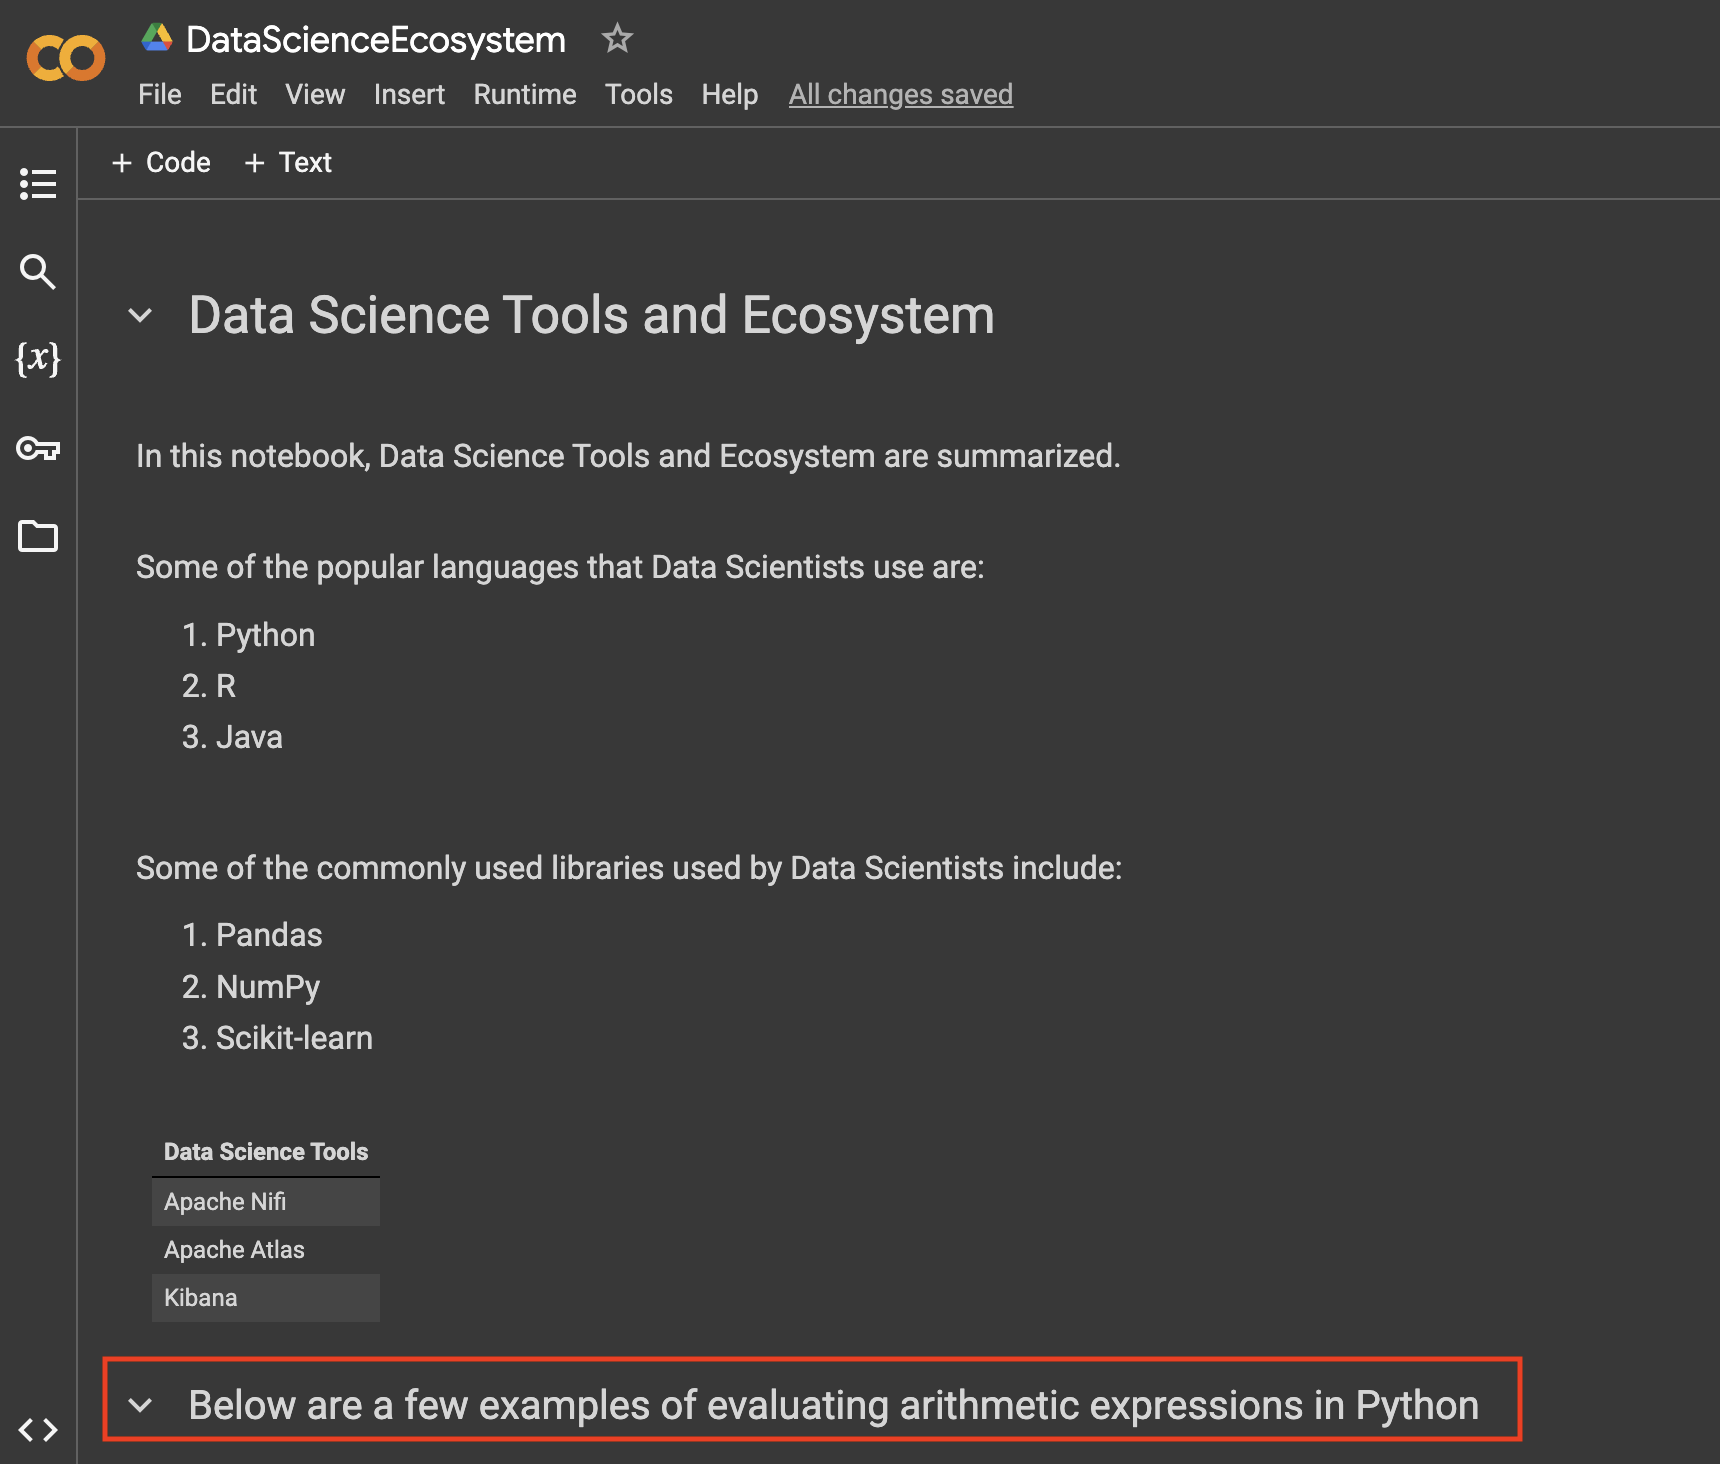 DataScienceEcosystem
File Edit View Insert Runtime Tools Help All changes saved
+ Code + Text
Data Science Tools and Ecosystem
{x}
In this notebook, Data Science Tools and Ecosystem are summarized.
Some of the popular languages that Data Scientists use are:
1. Python
2. R
3. Java
Some of the commonly used libraries used by Data Scientists include:
1. Pandas
2. NumPy
3. Scikit-learn
Data Science Tools
Apache Nifi
Apache Atlas
Kibana
Below are a few examples of evaluating arithmetic expressions in Python